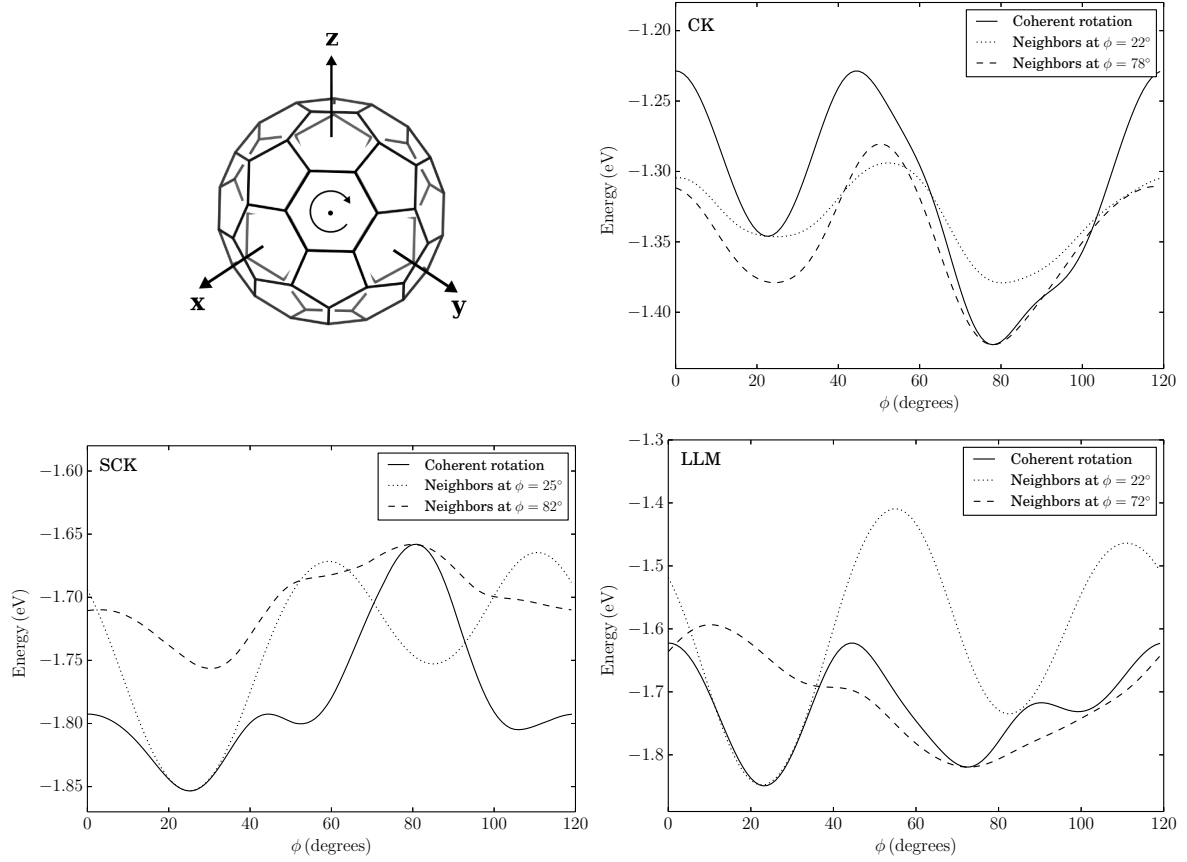 z
x
y
CK
Coherent rotation
Neighbors at ϕ = 22°
Neighbors at ϕ = 78°
Energy (eV)
−1.20
−1.25
−1.30
−1.35
−1.40
0 20 40 60 80 100 120
ϕ (degrees)
SCK
Coherent rotation
Neighbors at ϕ = 25°
Neighbors at ϕ = 82°
Energy (eV)
−1.60
−1.65
−1.70
−1.75
−1.80
−1.85
0 20 40 60 80 100 120
ϕ (degrees)
LLM
Coherent rotation
Neighbors at ϕ = 22°
Neighbors at ϕ = 72°
Energy (eV)
−1.3
−1.4
−1.5
−1.6
−1.7
−1.8
0 20 40 60 80 100 120
ϕ (degrees)